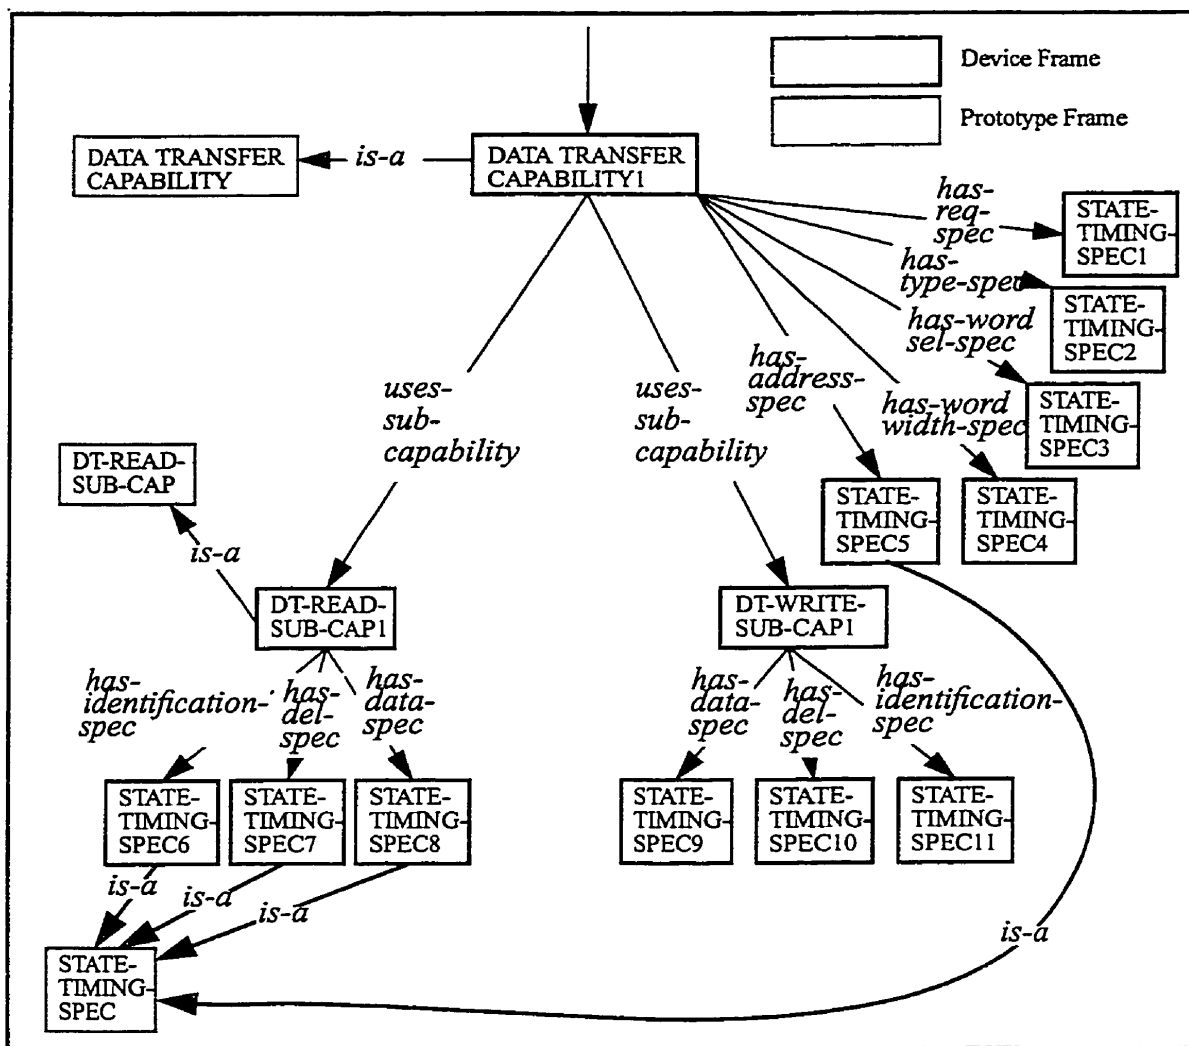 Device Frame
Prototype Frame
DATA TRANSFER
CAPABILITY
is-a
DATA TRANSFER
CAPABILITY1
has-
req-
spec
STATE-
TIMING-
SPEC1
has-
type-spec
STATE-
TIMING-
SPEC2
has-word
sel-spec
STATE-
TIMING-
SPEC3
has-
address-
spec
has-word
width-spec
STATE-
TIMING-
SPEC5
STATE-
TIMING-
SPEC4
uses-
sub-
capability
uses-
sub-
capability
DT-READ-
SUB-CAP
is-a
DT-READ-
SUB-CAP1
DT-WRITE-
SUB-CAP1
has-
identification-
spec
has-
del-
spec
has-
data-
spec
has-
data-
spec
has-
del-
spec
has-
identification-
spec
STATE-
TIMING-
SPEC6
STATE-
TIMING-
SPEC7
STATE-
TIMING-
SPEC8
STATE-
TIMING-
SPEC9
STATE-
TIMING-
SPEC10
STATE-
TIMING-
SPEC11
is-a
is-a
is-a
is-a
STATE-
TIMING-
SPEC